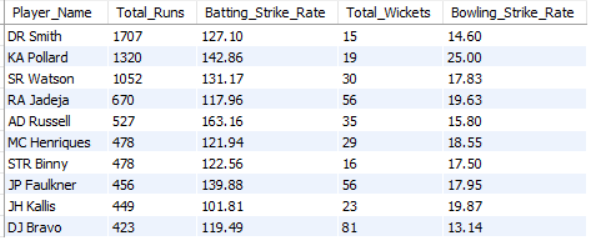 Player_Name Total_Runs Batting_Strike_Rate Total_Wickets Bowling_Strike_Rate
DR Smith 1707 127.10 15 14.60
KA Pollard 1320 142.86 19 25.00
SR Watson 1052 131.17 30 17.83
RA Jadeja 670 117.96 56 19.63
AD Russell 527 163.16 35 15.80
MC Henriques 478 121.94 29 18.55
STR Binny 478 122.56 16 17.50
JP Faulkner 456 139.88 56 17.95
JH Kallis 449 101.81 23 19.87
DJ Bravo 423 119.49 81 13.14